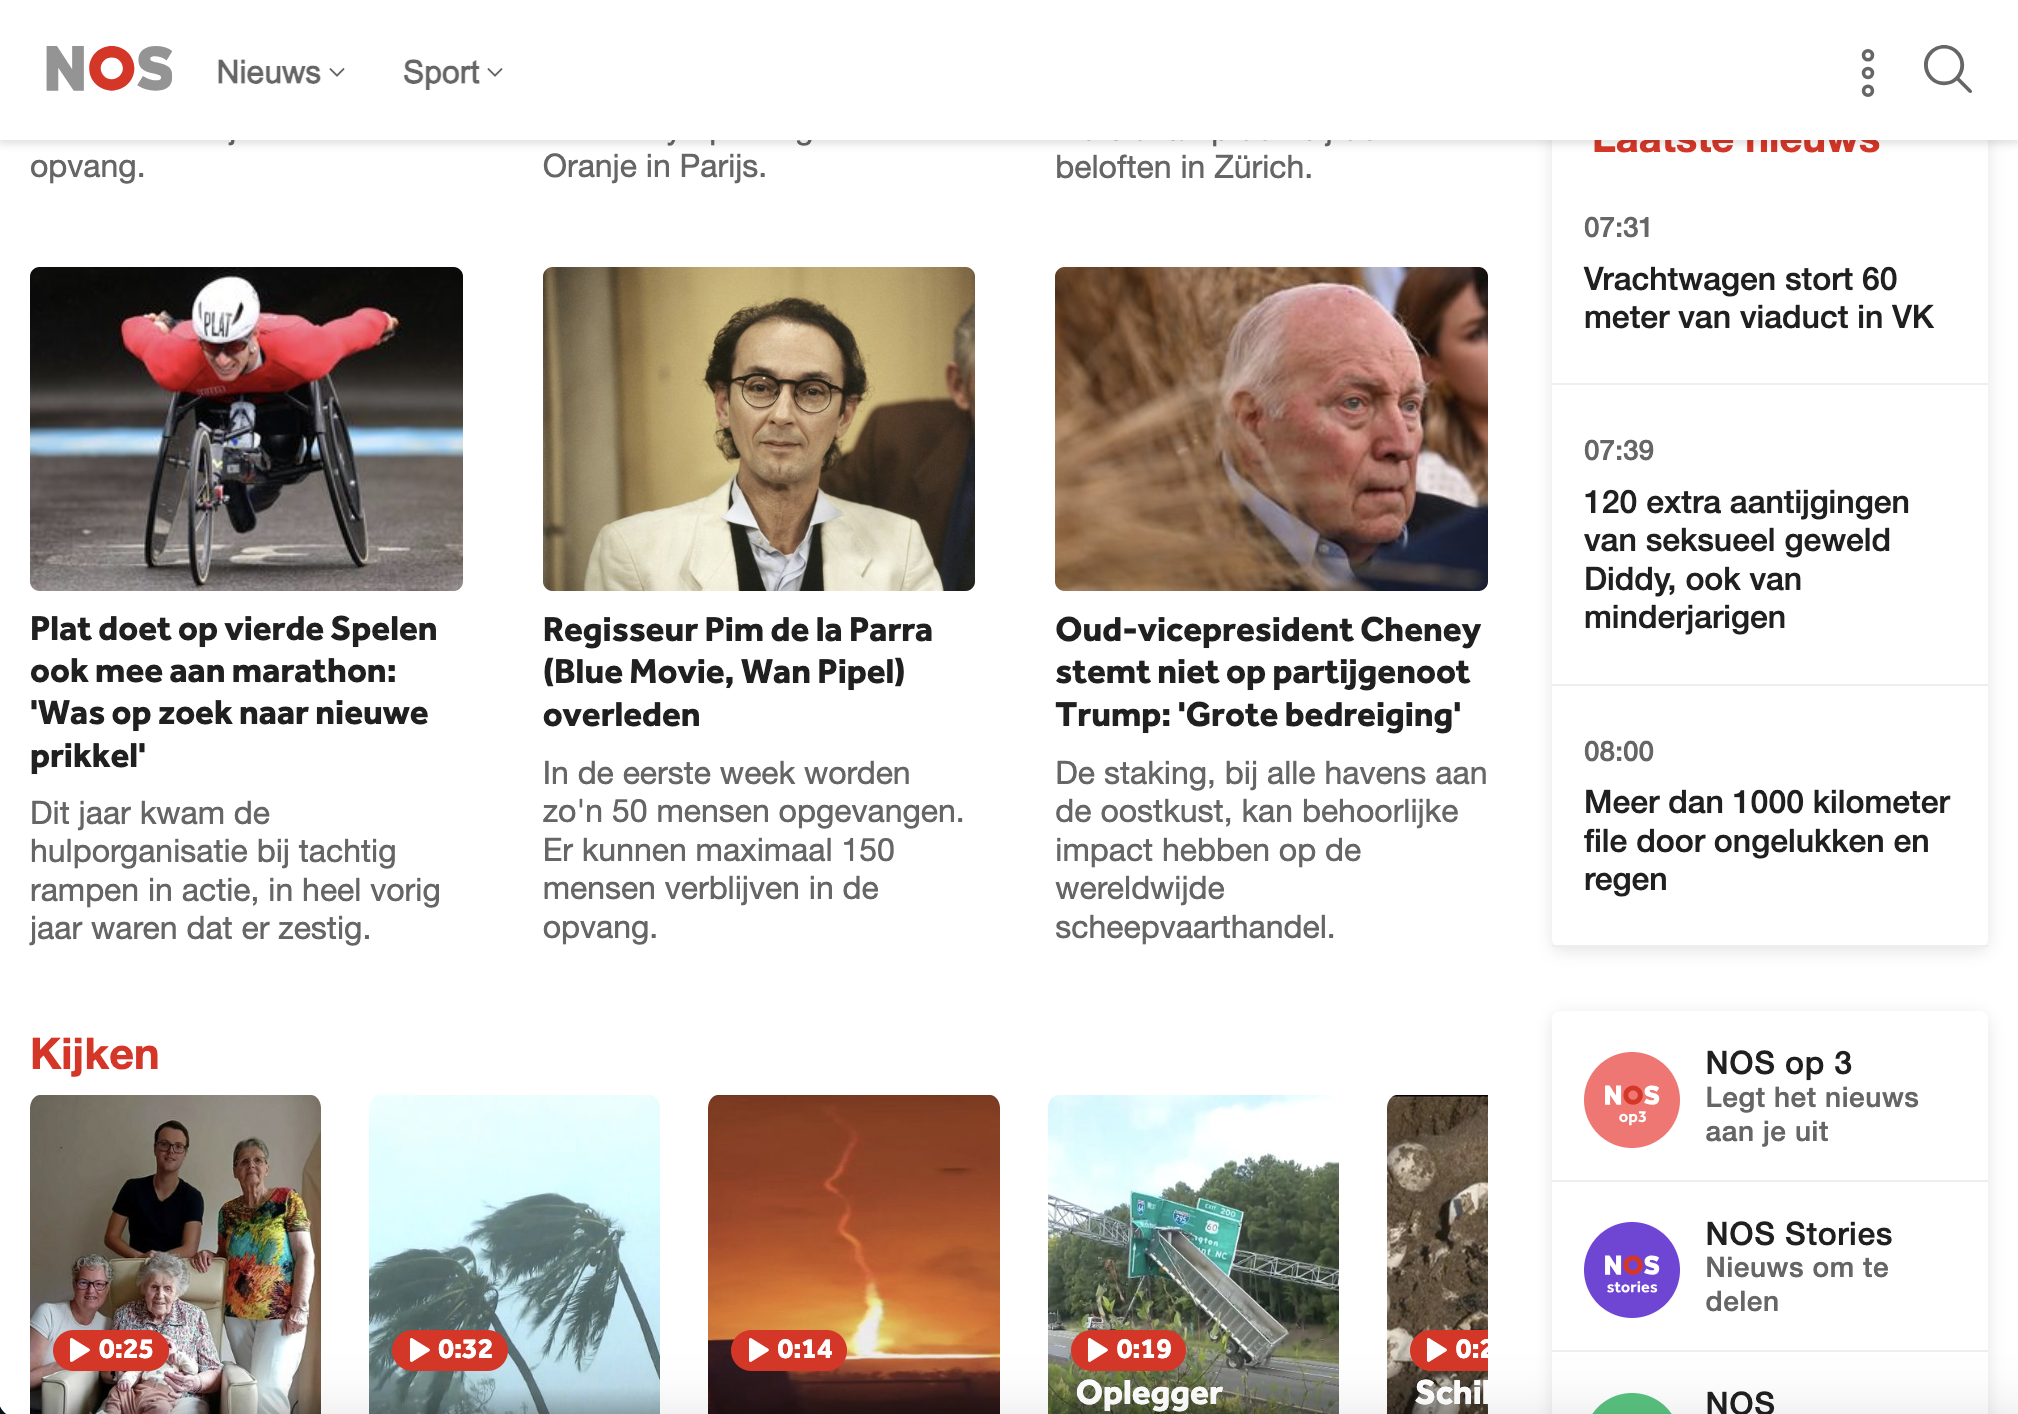 NOS Nieuws Sport
opvang.
Oranje in Parijs.
beloften in Zürich.
PLAT
Plat doet op vierde Spelen
ook mee aan marathon:
'Was op zoek naar nieuwe
prikkel'
Dit jaar kwam de
hulporganisatie bij tachtig
rampen in actie, in heel vorig
jaar waren dat er zestig.
Regisseur Pim de la Parra
(Blue Movie, Wan Pipel)
overleden
In de eerste week worden
zo'n 50 mensen opgevangen.
Er kunnen maximaal 150
mensen verblijven in de
opvang.
Oud-vicepresident Cheney
stemt niet op partijgenoot
Trump: 'Grote bedreiging'
De staking, bij alle havens aan
de oostkust, kan behoorlijke
impact hebben op de
wereldwijde
scheepvaarthandel.
Laatste nieuws
07:31
Vrachtwagen stort 60
meter van viaduct in VK
07:39
120 extra aantijgingen
van seksueel geweld
Diddy, ook van
minderjarigen
08:00
Meer dan 1000 kilometer
file door ongelukken en
regen
Kijken
0:25
0:32
0:14
EXIT 200
60
0:19
Oplegger
0:2
Schil
NOS
op3
NOS op 3
Legt het nieuws
aan je uit
NOS
stories
NOS Stories
Nieuws om te
delen
NOS